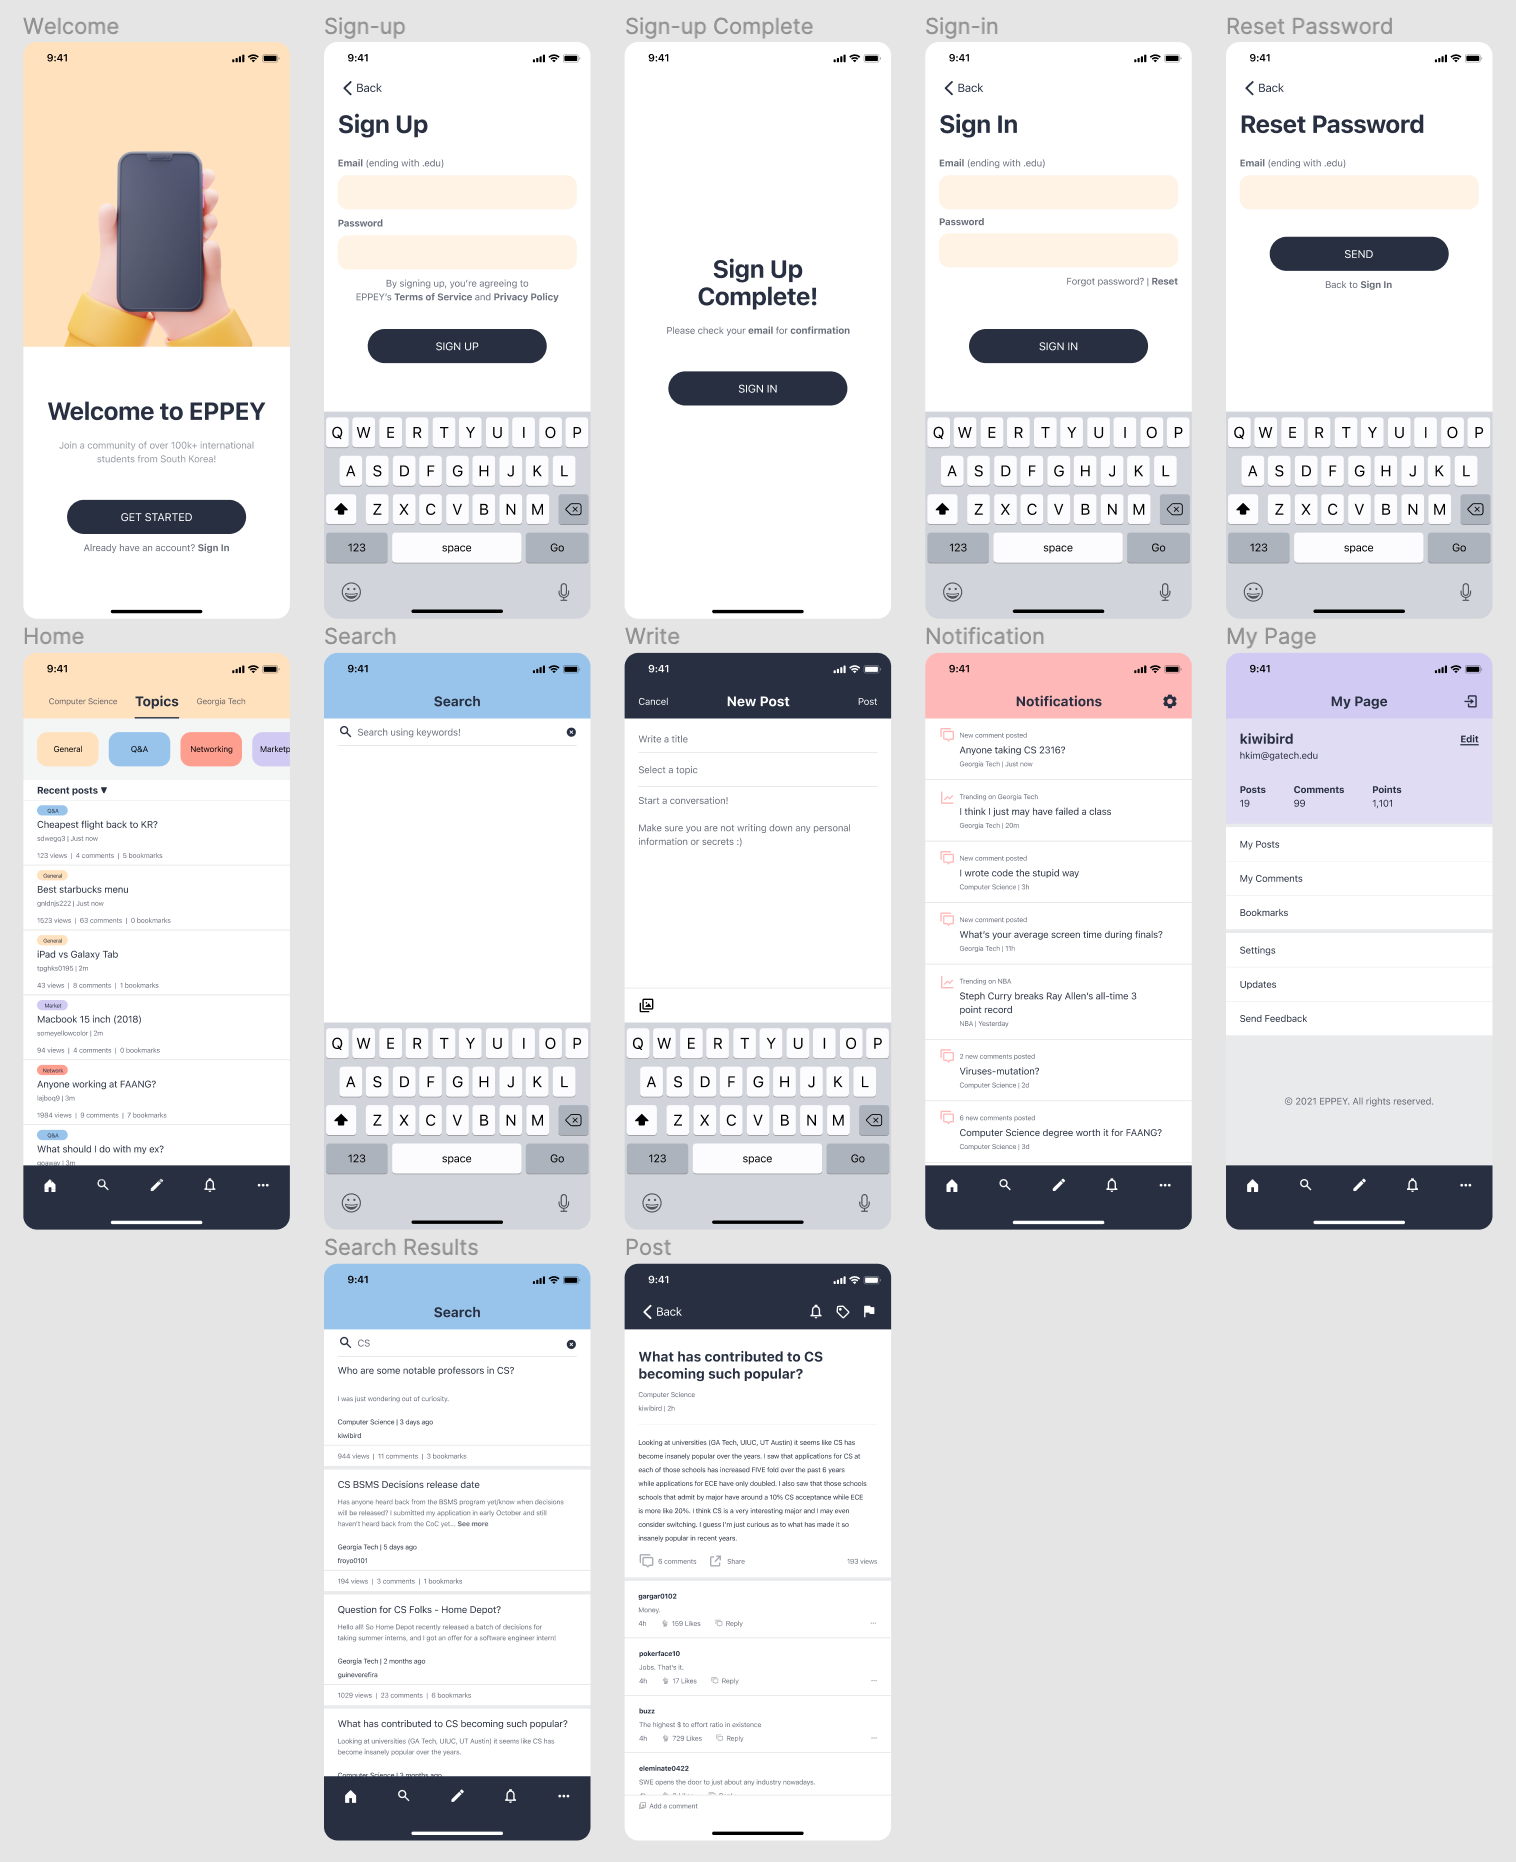 Welcome
9:41
Welcome to EPPEY
Join a community of over 100k+ international
students from South Korea!
GET STARTED
Already have an account? Sign In
Sign-up
9:41
Back
Sign Up
Email (ending with .edu)
Password
By signing up, you're agreeing to
EPPEY's Terms of Service and Privacy Policy
SIGN UP
Q W E R T Y U I O P
A S D F G H J K L
Z X C V B N M
123 space Go
Sign-up Complete
9:41
Sign Up
Complete!
Please check your email for confirmation
SIGN IN
Sign-in
9:41
Back
Sign In
Email (ending with .edu)
Password
Forgot password? | Reset
SIGN IN
Q W E R T Y U I O P
A S D F G H J K L
Z X C V B N M
123 space Go
Reset Password
9:41
Back
Reset Password
Email (ending with .edu)
SEND
Back to Sign In
Q W E R T Y U I O P
A S D F G H J K L
Z X C V B N M
123 space Go
Home
9:41
Computer Science Topics Georgia Tech
General Q&A Networking Marketp
Recent posts ▼
Q&A
Cheapest flight back to KR?
sdwegq3 | Just now
123 views | 4 comments | 5 bookmarks
General
Best starbucks menu
gnldnjs222 | Just now
1523 views | 63 comments | 0 bookmarks
General
iPad vs Galaxy Tab
tpghks0195 | 2m
43 views | 8 comments | 1 bookmarks
Market
Macbook 15 inch (2018)
someyellowcolor | 2m
94 views | 4 comments | 0 bookmarks
Network
Anyone working at FAANG?
lajboq9 | 3m
1984 views | 9 comments | 7 bookmarks
Q&A
What should I do with my ex?
Search
9:41
Search
Search using keywords!
Q W E R T Y U I O P
A S D F G H J K L
Z X C V B N M
123 space Go
Write
9:41
Cancel New Post Post
Write a title
Select a topic
Start a conversation!
Make sure you are not writing down any personal
information or secrets :)
Q W E R T Y U I O P
A S D F G H J K L
Z X C V B N M
123 space Go
Notification
9:41
Notifications
New comment posted
Anyone taking CS 2316?
Georgia Tech | Just now
Trending on Georgia Tech
I think I just may have failed a class
Georgia Tech | 20m
New comment posted
I wrote code the stupid way
Computer Science | 3h
New comment posted
What's your average screen time during finals?
Georgia Tech | 11h
Trending on NBA
Steph Curry breaks Ray Allen's all-time 3
point record
NBA | Yesterday
2 new comments posted
Viruses-mutation?
Computer Science | 2d
6 new comments posted
Computer Science degree worth it for FAANG?
Computer Science | 3d
My Page
9:41
My Page
kiwibird Edit
hkim@gatech.edu
Posts Comments Points
19 99 1,101
My Posts
My Comments
Bookmarks
Settings
Updates
Send Feedback
© 2021 EPPEY. All rights reserved.
Search Results
9:41
Search
CS
Who are some notable professors in CS?
I was just wondering out of curiosity.
Computer Science | 3 days ago
kiwibird
944 views | 11 comments | 3 bookmarks
CS BSMS Decisions release date
Has anyone heard back from the BSMS program yet/know when decisions
will be released? I submitted my application in early October and still
haven't heard back from the CoC yet... See more
Georgia Tech | 5 days ago
froyo0101
194 views | 3 comments | 1 bookmarks
Question for CS Folks - Home Depot?
Hello all! So Home Depot recently released a batch of decisions for
taking summer interns, and I got an offer for a software engineer intern!
Georgia Tech | 2 months ago
guineverefira
1029 views | 23 comments | 6 bookmarks
What has contributed to CS becoming such popular?
Looking at universities (GA Tech, UIUC, UT Austin) it seems like CS has
become insanely popular over the years.
Computer Science | 3 months ago
Post
9:41
Back
What has contributed to CS
becoming such popular?
Computer Science
kiwibird | 2h
Looking at universities (GA Tech, UIUC, UT Austin) it seems like CS has
become insanely popular over the years. I saw that applications for CS at
each of those schools has increased FIVE fold over the past 6 years
while applications for ECE have only doubled. I also saw that those schools
schools that admit by major have around a 10% CS acceptance while ECE
is more like 20%. I think CS is a very interesting major and I may even
consider switching. I guess I'm just curious as to what has made it so
insanely popular in recent years.
6 comments Share 193 views
gargar0102
Money.
4h 159 Likes Reply
pokerface10
Jobs. That's it.
4h 17 Likes Reply
buzz
The highest $ to effort ratio in existence
4h 729 Likes Reply
eleminate0422
SWE opens the door to just about any industry nowadays.
Add a comment